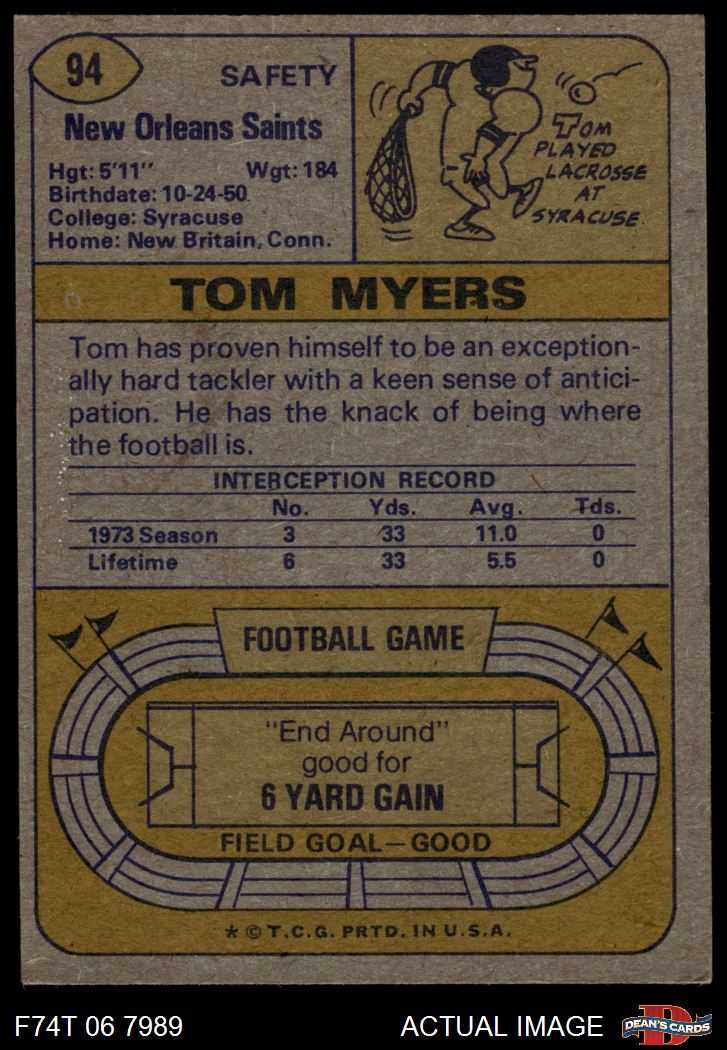 94
SAFETY
New Orleans Saints
Hgt: 5'11" Wgt: 184
Birthdate: 10-24-50
College: Syracuse
Home: New Britain, Conn.
TOM
PLAYED
LACROSSE
AT
SYRACUSE.
TOM MYERS
Tom has proven himself to be an exception-
ally hard tackler with a keen sense of antici-
pation. He has the knack of being where
the football is.
INTERCEPTION RECORD
No. Yds. Avg. Tds.
1973 Season 3 33 11.0 0
Lifetime 6 33 5.5 0
FOOTBALL GAME
"End Around"
good for
6 YARD GAIN
FIELD GOAL—GOOD
* © T.C.G. PRTD. IN U.S.A.
F74T 06 7989 ACTUAL IMAGE
D
DEAN'S CARDS